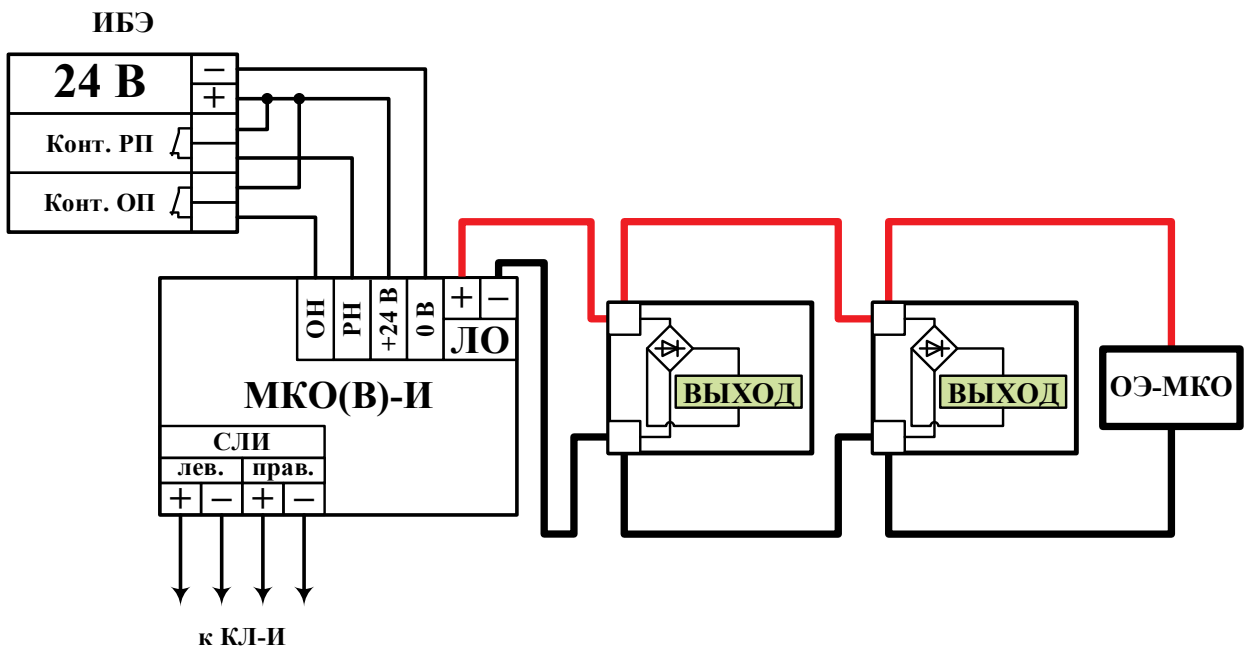 ИБЭ
24 В
−
+
Конт. РП
Конт. ОП
ОН
РН
+24 В
0 В
+
−
ЛО
МКО(В)-И
СЛИ
лев.
прав.
+
−
+
−
к КЛ-И
ВЫХОД
ВЫХОД
ОЭ-МКО